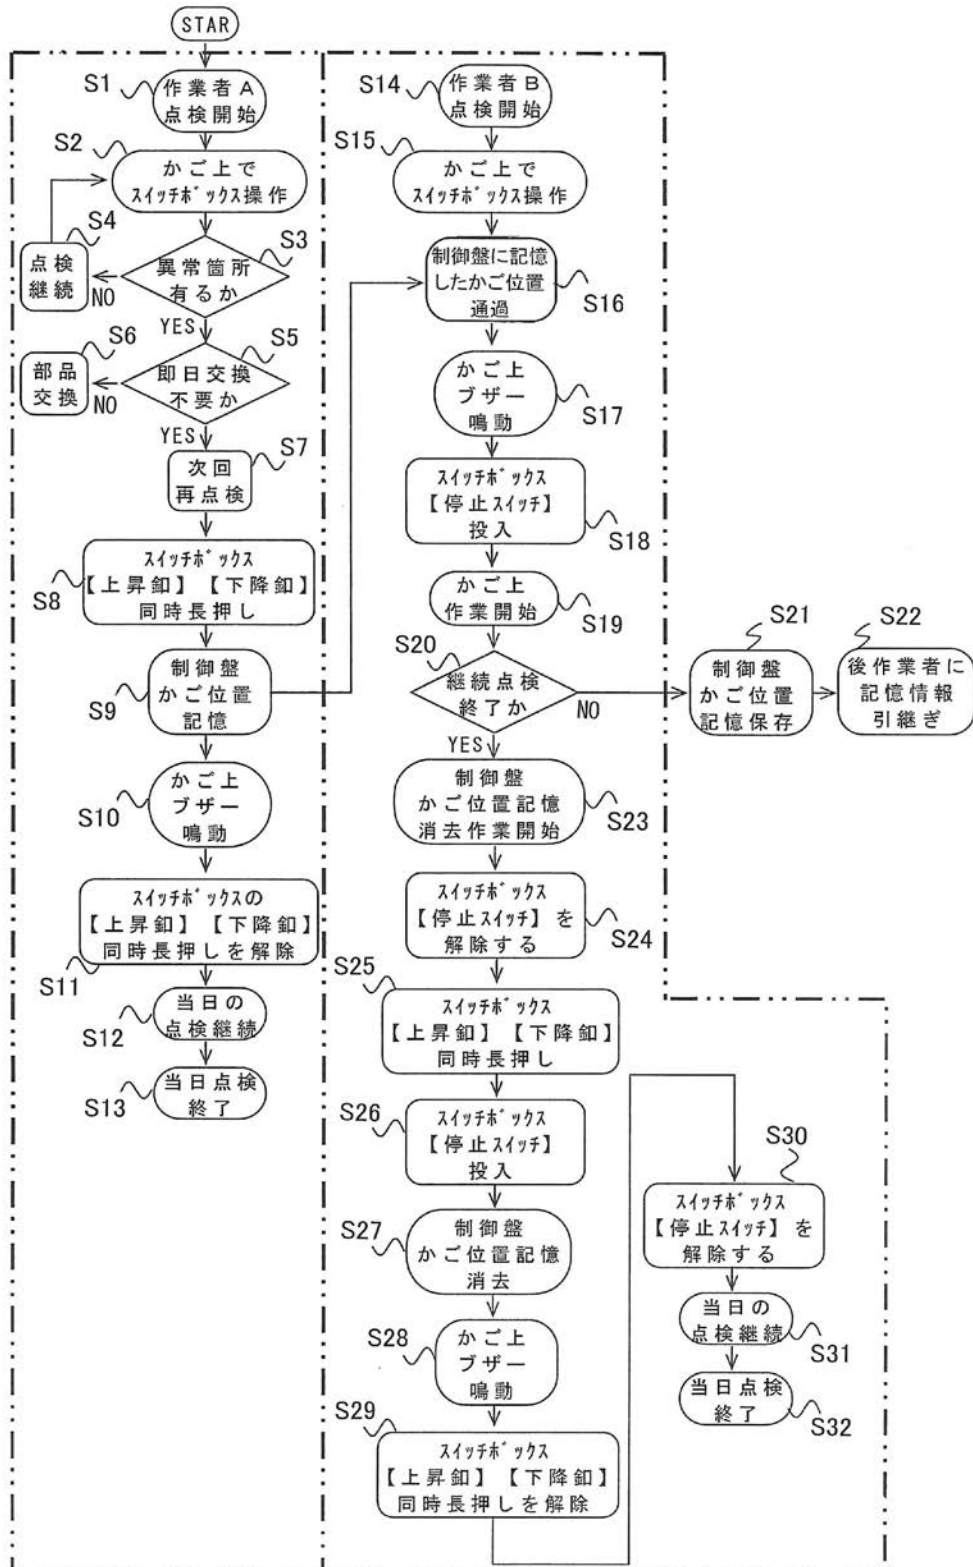 STAR
S1
作業者A
点検開始
S2
かご上で
スイッチボックス操作
S4
点検
継続
S3
異常箇所
有るか
NO
YES
S6
部品
交換
S5
即日交換
不要か
NO
YES
S7
次回
再点検
S8
スイッチボックス
【上昇釦】【下降釦】
同時長押し
S9
制御盤
かご位置
記憶
S10
かご上
ブザー
鳴動
スイッチボックスの
【上昇釦】【下降釦】
同時長押しを解除
S11
S12
当日の
点検継続
S13
当日点検
終了
S14
作業者B
点検開始
S15
かご上で
スイッチボックス操作
制御盤に記憶
したかご位置
通過
S16
かご上
ブザー
鳴動
S17
スイッチボックス
【停止スイッチ】
投入
S18
かご上
作業開始
S19
S20
継続点検
終了か
NO
YES
S21
制御盤
かご位置
記憶保存
S22
後作業者に
記憶情報
引継ぎ
制御盤
かご位置記憶
消去作業開始
S23
スイッチボックス
【停止スイッチ】を
解除する
S24
S25
スイッチボックス
【上昇釦】【下降釦】
同時長押し
S26
スイッチボックス
【停止スイッチ】
投入
S27
制御盤
かご位置記憶
消去
S28
かご上
ブザー
鳴動
S29
スイッチボックス
【上昇釦】【下降釦】
同時長押しを解除
S30
スイッチボックス
【停止スイッチ】を
解除する
当日の
点検継続
S31
当日点検
終了
S32